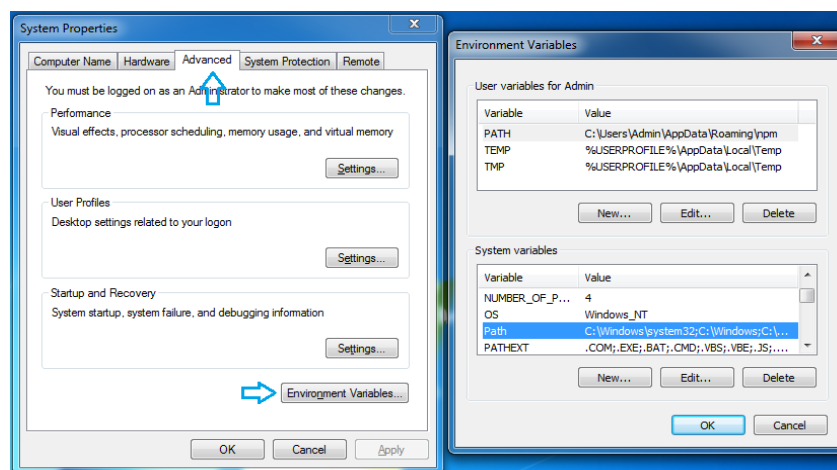 System Properties
x
Computer Name Hardware Advanced System Protection Remote
You must be logged on as an Administrator to make most of these changes.
Performance
Visual effects, processor scheduling, memory usage, and virtual memory
Settings...
User Profiles
Desktop settings related to your logon
Settings...
Startup and Recovery
System startup, system failure, and debugging information
Settings...
Environment Variables...
OK Cancel Apply
Environment Variables
x
User variables for Admin
Variable Value
PATH C:\Users\Admin\AppData\Roaming\npm
TEMP %USERPROFILE%\AppData\Local\Temp
TMP %USERPROFILE%\AppData\Local\Temp
New... Edit... Delete
System variables
Variable Value
NUMBER_OF_P... 4
OS Windows_NT
Path C:\Windows\system32;C:\Windows;C:\...
PATHEXT .COM;.EXE;.BAT;.CMD;.VBS;.VBE;.JS;....
New... Edit... Delete
OK Cancel